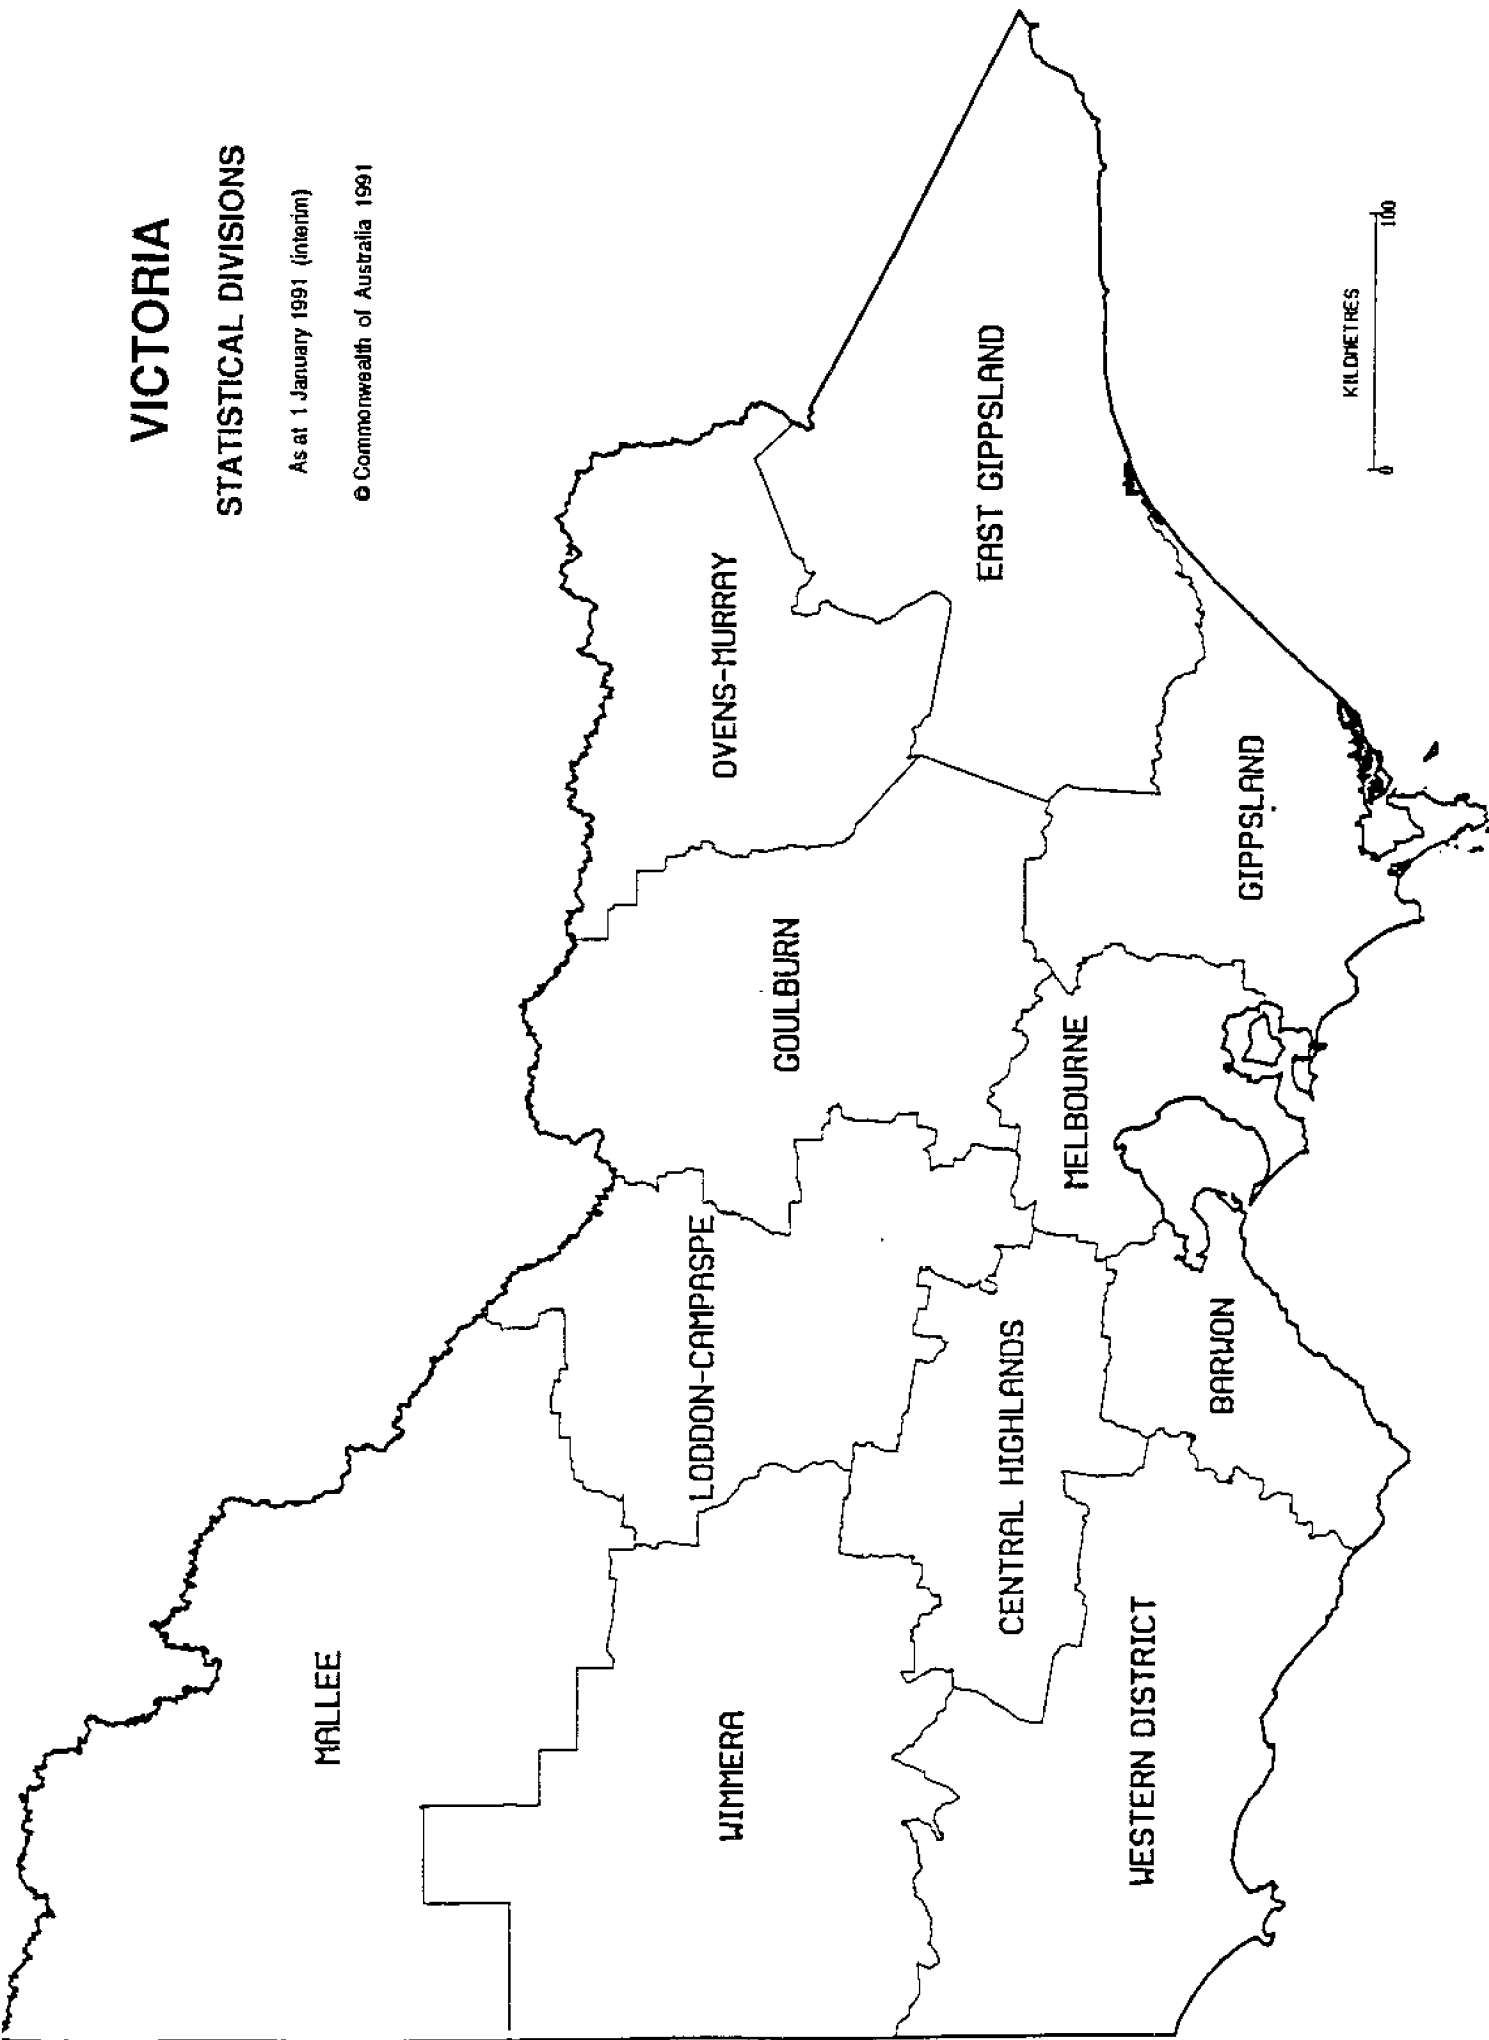 VICTORIA
STATISTICAL DIVISIONS
As at 1 January 1991 (interim)
© Commonwealth of Australia 1991
MALLEE
WIMMERA
LODDON-CAMPASPE
GOULBURN
OVENS-MURRAY
EAST GIPPSLAND
CENTRAL HIGHLANDS
MELBOURNE
GIPPSLAND
WESTERN DISTRICT
BARWON
KILOMETRES
0
100